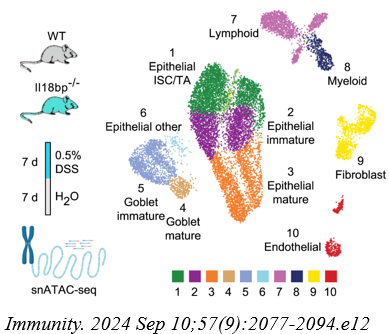 WT
Il18bp-/-
7 d
0.5%
DSS
7 d
H2O
snATAC-seq
1
Epithelial
ISC/TA
7
Lymphoid
8
Myeloid
6
Epithelial other
2
Epithelial
immature
9
Fibroblast
5
Goblet
immature
4
Goblet
mature
3
Epithelial
mature
10
Endothelial
1 2 3 4 5 6 7 8 9 10
Immunity. 2024 Sep 10;57(9):2077-2094.e12